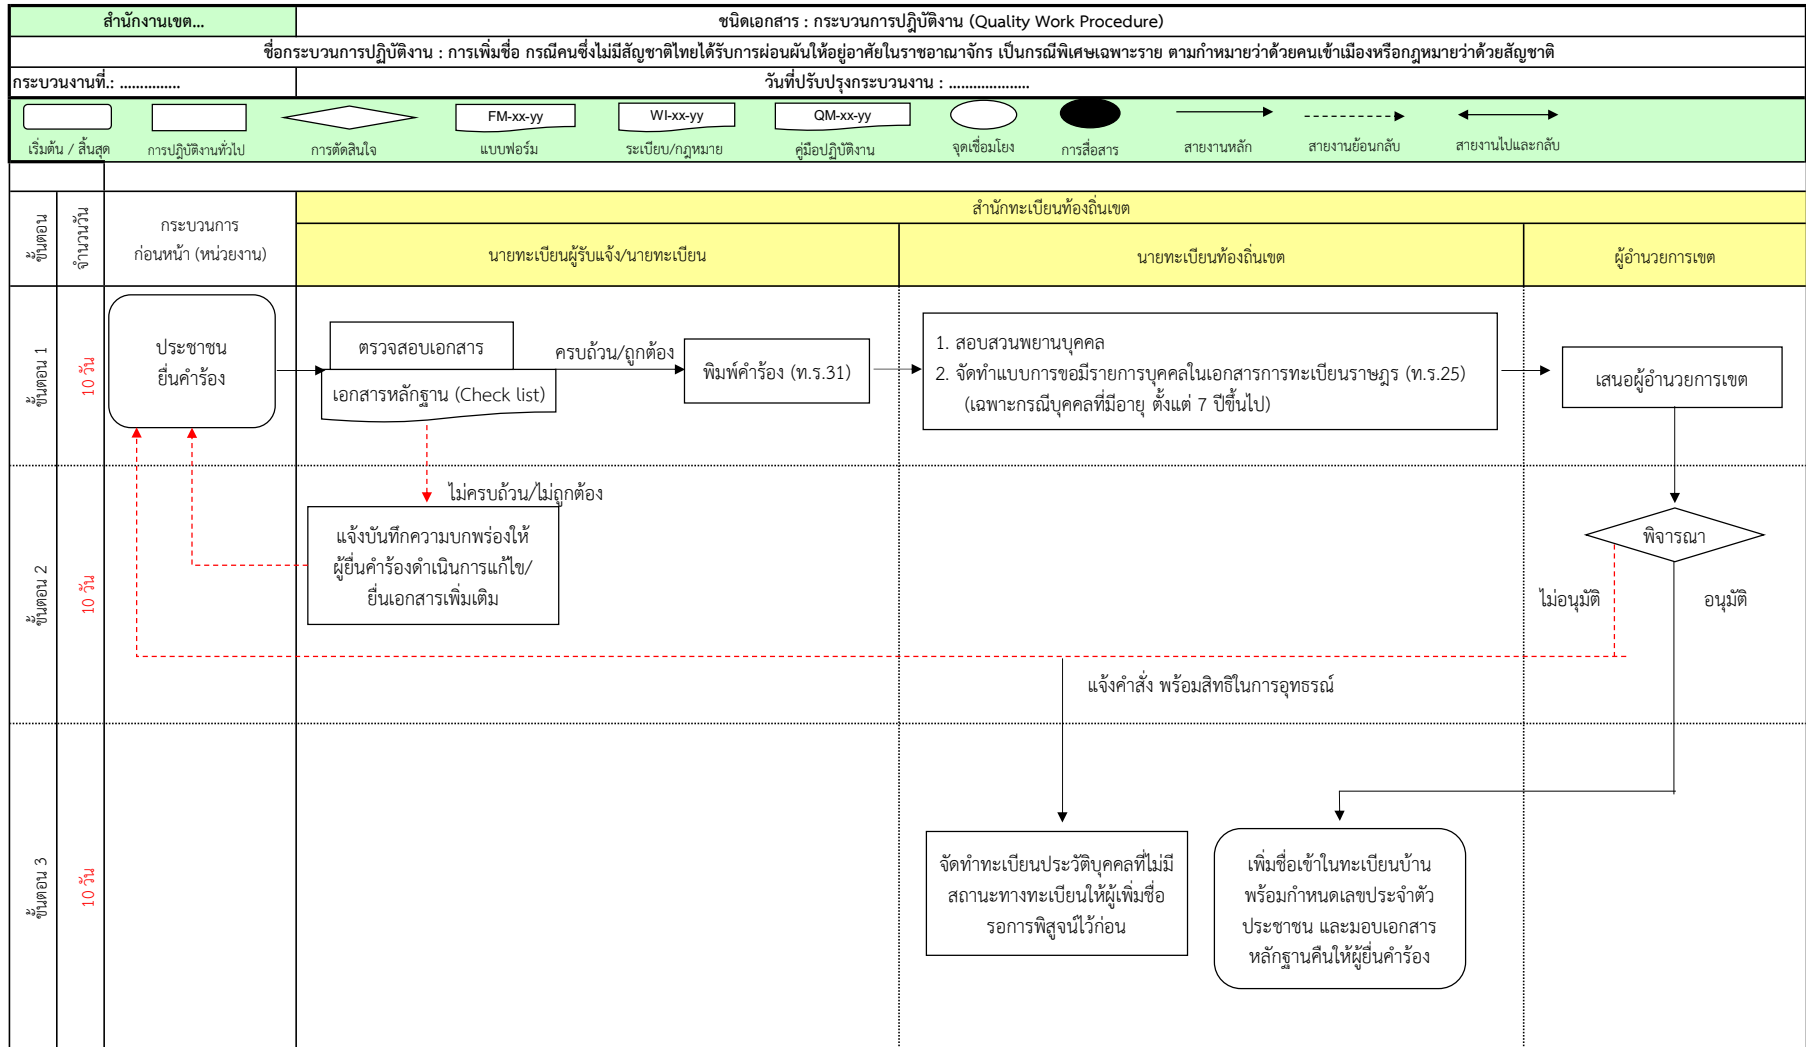 สำนักงานเขต...
ชนิดเอกสาร : กระบวนการปฏิบัติงาน (Quality Work Procedure)
ชื่อกระบวนการปฏิบัติงาน : การเพิ่มชื่อ กรณีคนซึ่งไม่มีสัญชาติไทยได้รับการผ่อนผันให้อยู่อาศัยในราชอาณาจักร เป็นกรณีพิเศษเฉพาะราย ตามกำหมายว่าด้วยคนเข้าเมืองหรือกฎหมายว่าด้วยสัญชาติ
กระบวนงานที่.: ...............
วันที่ปรับปรุงกระบวนงาน : ....................
FM-xx-yy
WI-xx-yy
QM-xx-yy
เริ่มต้น / สิ้นสุด
การปฏิบัติงานทั่วไป
การตัดสินใจ
แบบฟอร์ม
ระเบียบ/กฎหมาย
คู่มือปฏิบัติงาน
จุดเชื่อมโยง
การสื่อสาร
สายงานหลัก
สายงานย้อนกลับ
สายงานไปและกลับ
ขั้นตอน
จำนวนวัน
กระบวนการ
ก่อนหน้า (หน่วยงาน)
สำนักทะเบียนท้องถิ่นเขต
นายทะเบียนผู้รับแจ้ง/นายทะเบียน
นายทะเบียนท้องถิ่นเขต
ผู้อำนวยการเขต
ขั้นตอน 1
10 วัน
ประชาชน
ยื่นคำร้อง
ตรวจสอบเอกสาร
เอกสารหลักฐาน (Check list)
ครบถ้วน/ถูกต้อง
พิมพ์คำร้อง (ท.ร.31)
1. สอบสวนพยานบุคคล
2. จัดทำแบบการขอมีรายการบุคคลในเอกสารการทะเบียนราษฎร (ท.ร.25)
(เฉพาะกรณีบุคคลที่มีอายุ ตั้งแต่ 7 ปีขึ้นไป)
เสนอผู้อำนวยการเขต
ขั้นตอน 2
10 วัน
ไม่ครบถ้วน/ไม่ถูกต้อง
แจ้งบันทึกความบกพร่องให้
ผู้ยื่นคำร้องดำเนินการแก้ไข/
ยื่นเอกสารเพิ่มเติม
พิจารณา
ไม่อนุมัติ
อนุมัติ
แจ้งคำสั่ง พร้อมสิทธิในการอุทธรณ์
ขั้นตอน 3
10 วัน
จัดทำทะเบียนประวัติบุคคลที่ไม่มี
สถานะทางทะเบียนให้ผู้เพิ่มชื่อ
รอการพิสูจน์ไว้ก่อน
เพิ่มชื่อเข้าในทะเบียนบ้าน
พร้อมกำหนดเลขประจำตัว
ประชาชน และมอบเอกสาร
หลักฐานคืนให้ผู้ยื่นคำร้อง